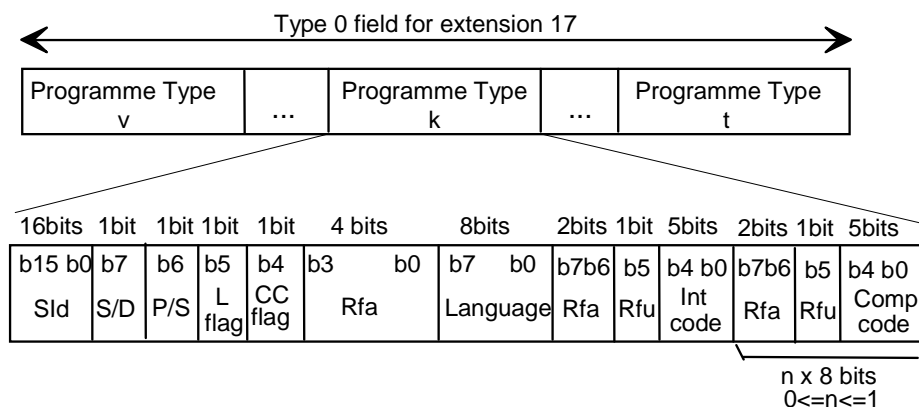 Type 0 field for extension 17
Programme Type v ... Programme Type k ... Programme Type t
16bits 1bit 1bit 1bit 1bit 4 bits 8bits 2bits 1bit 5bits 2bits 1bit 5bits
b15 b0 b7 b6 b5 b4 b3 b0 b7 b0 b7b6 b5 b4 b0 b7b6 b5 b4 b0
SId S/D P/S L flag CC flag Rfa Language Rfa Rfu Int code Rfa Rfu Comp code
n x 8 bits
0<=n<=1